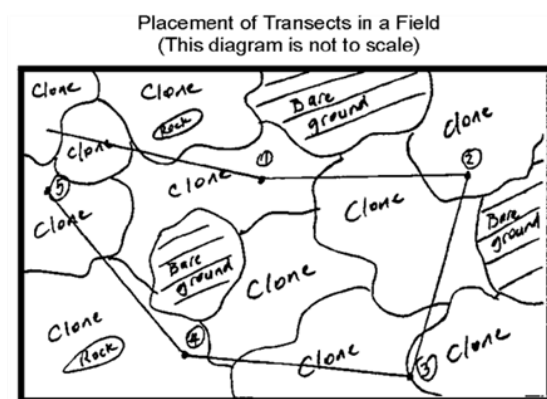 Placement of Transects in a Field
(This diagram is not to scale)
Clone
Clone
Rock
Bare
ground
Clone
Clone
①
②
⑤
Clone
Clone
Clone
Bare
ground
Clone
Bare
ground
Clone
Clone
Rock
④
Clone
③
Clone